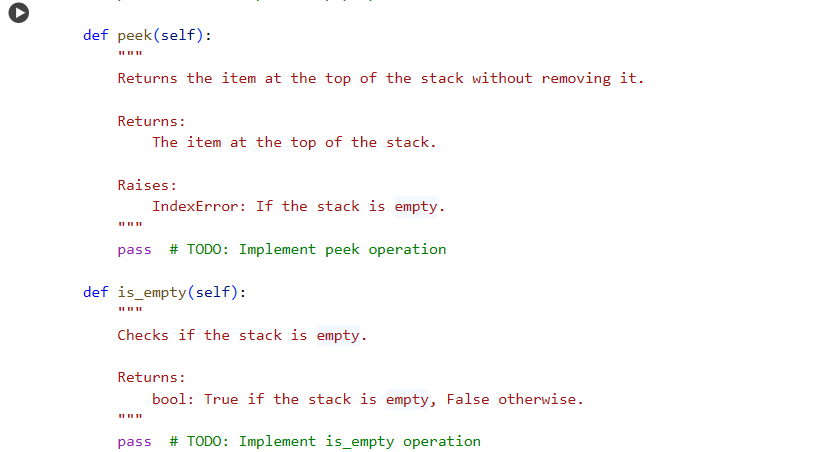 def peek(self):
"""
Returns the item at the top of the stack without removing it.
Returns:
The item at the top of the stack.
Raises:
IndexError: If the stack is empty.
"""
pass  # TODO: Implement peek operation
def is_empty(self):
"""
Checks if the stack is empty.
Returns:
bool: True if the stack is empty, False otherwise.
"""
pass  # TODO: Implement is_empty operation